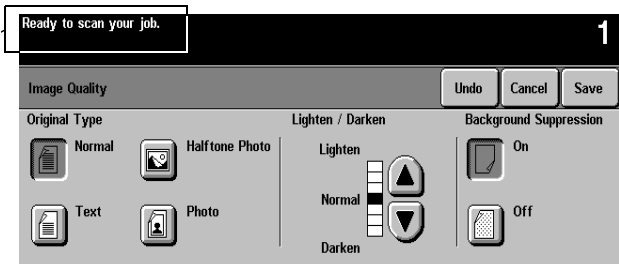 Ready to scan your job.
1
Image Quality
Undo
Cancel
Save
Original Type
Lighten / Darken
Background Suppression
Normal
Halftone Photo
Lighten
On
Normal
Text
Photo
Off
Darken